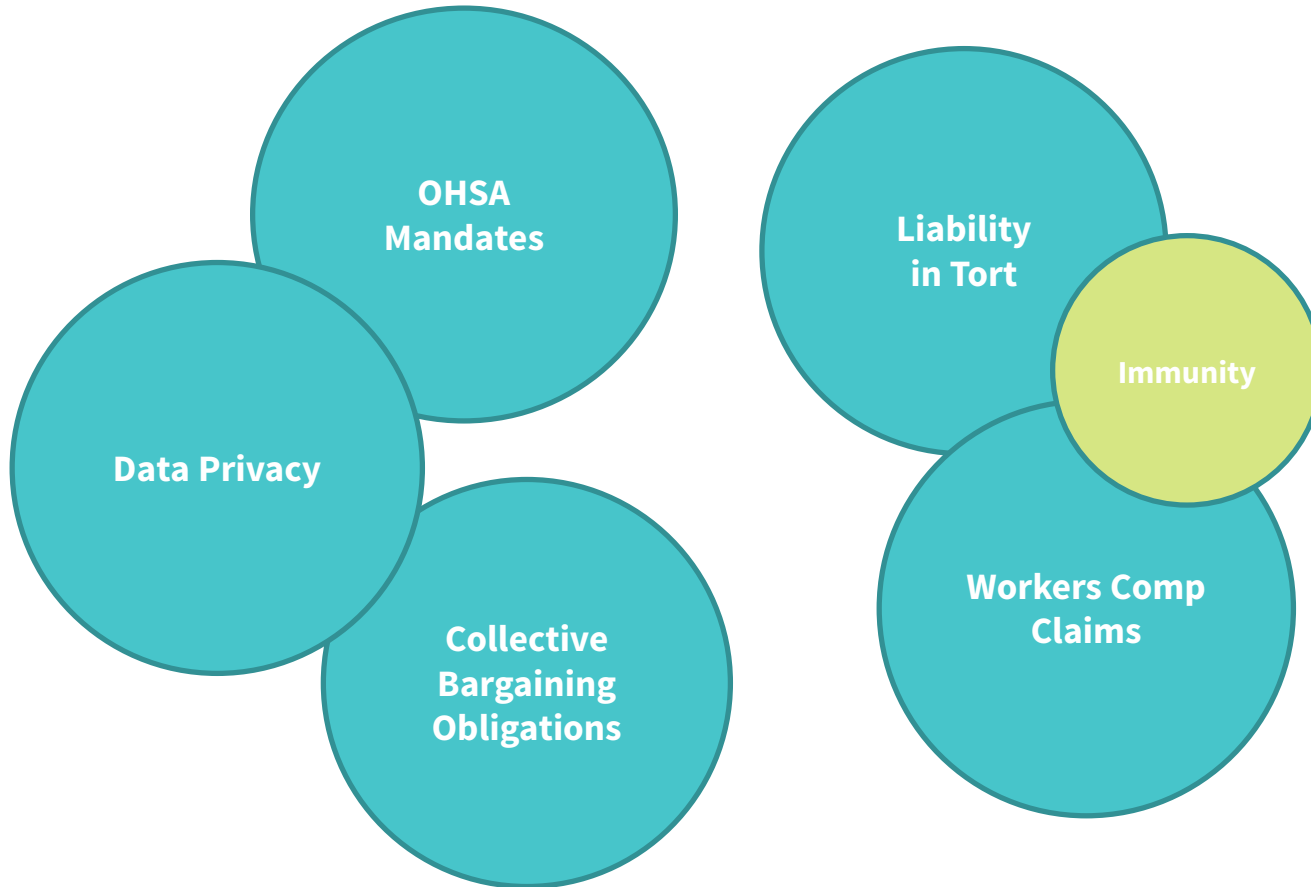 OHSA
Mandates
Data Privacy
Collective
Bargaining
Obligations
Liability
in Tort
Immunity
Workers Comp
Claims